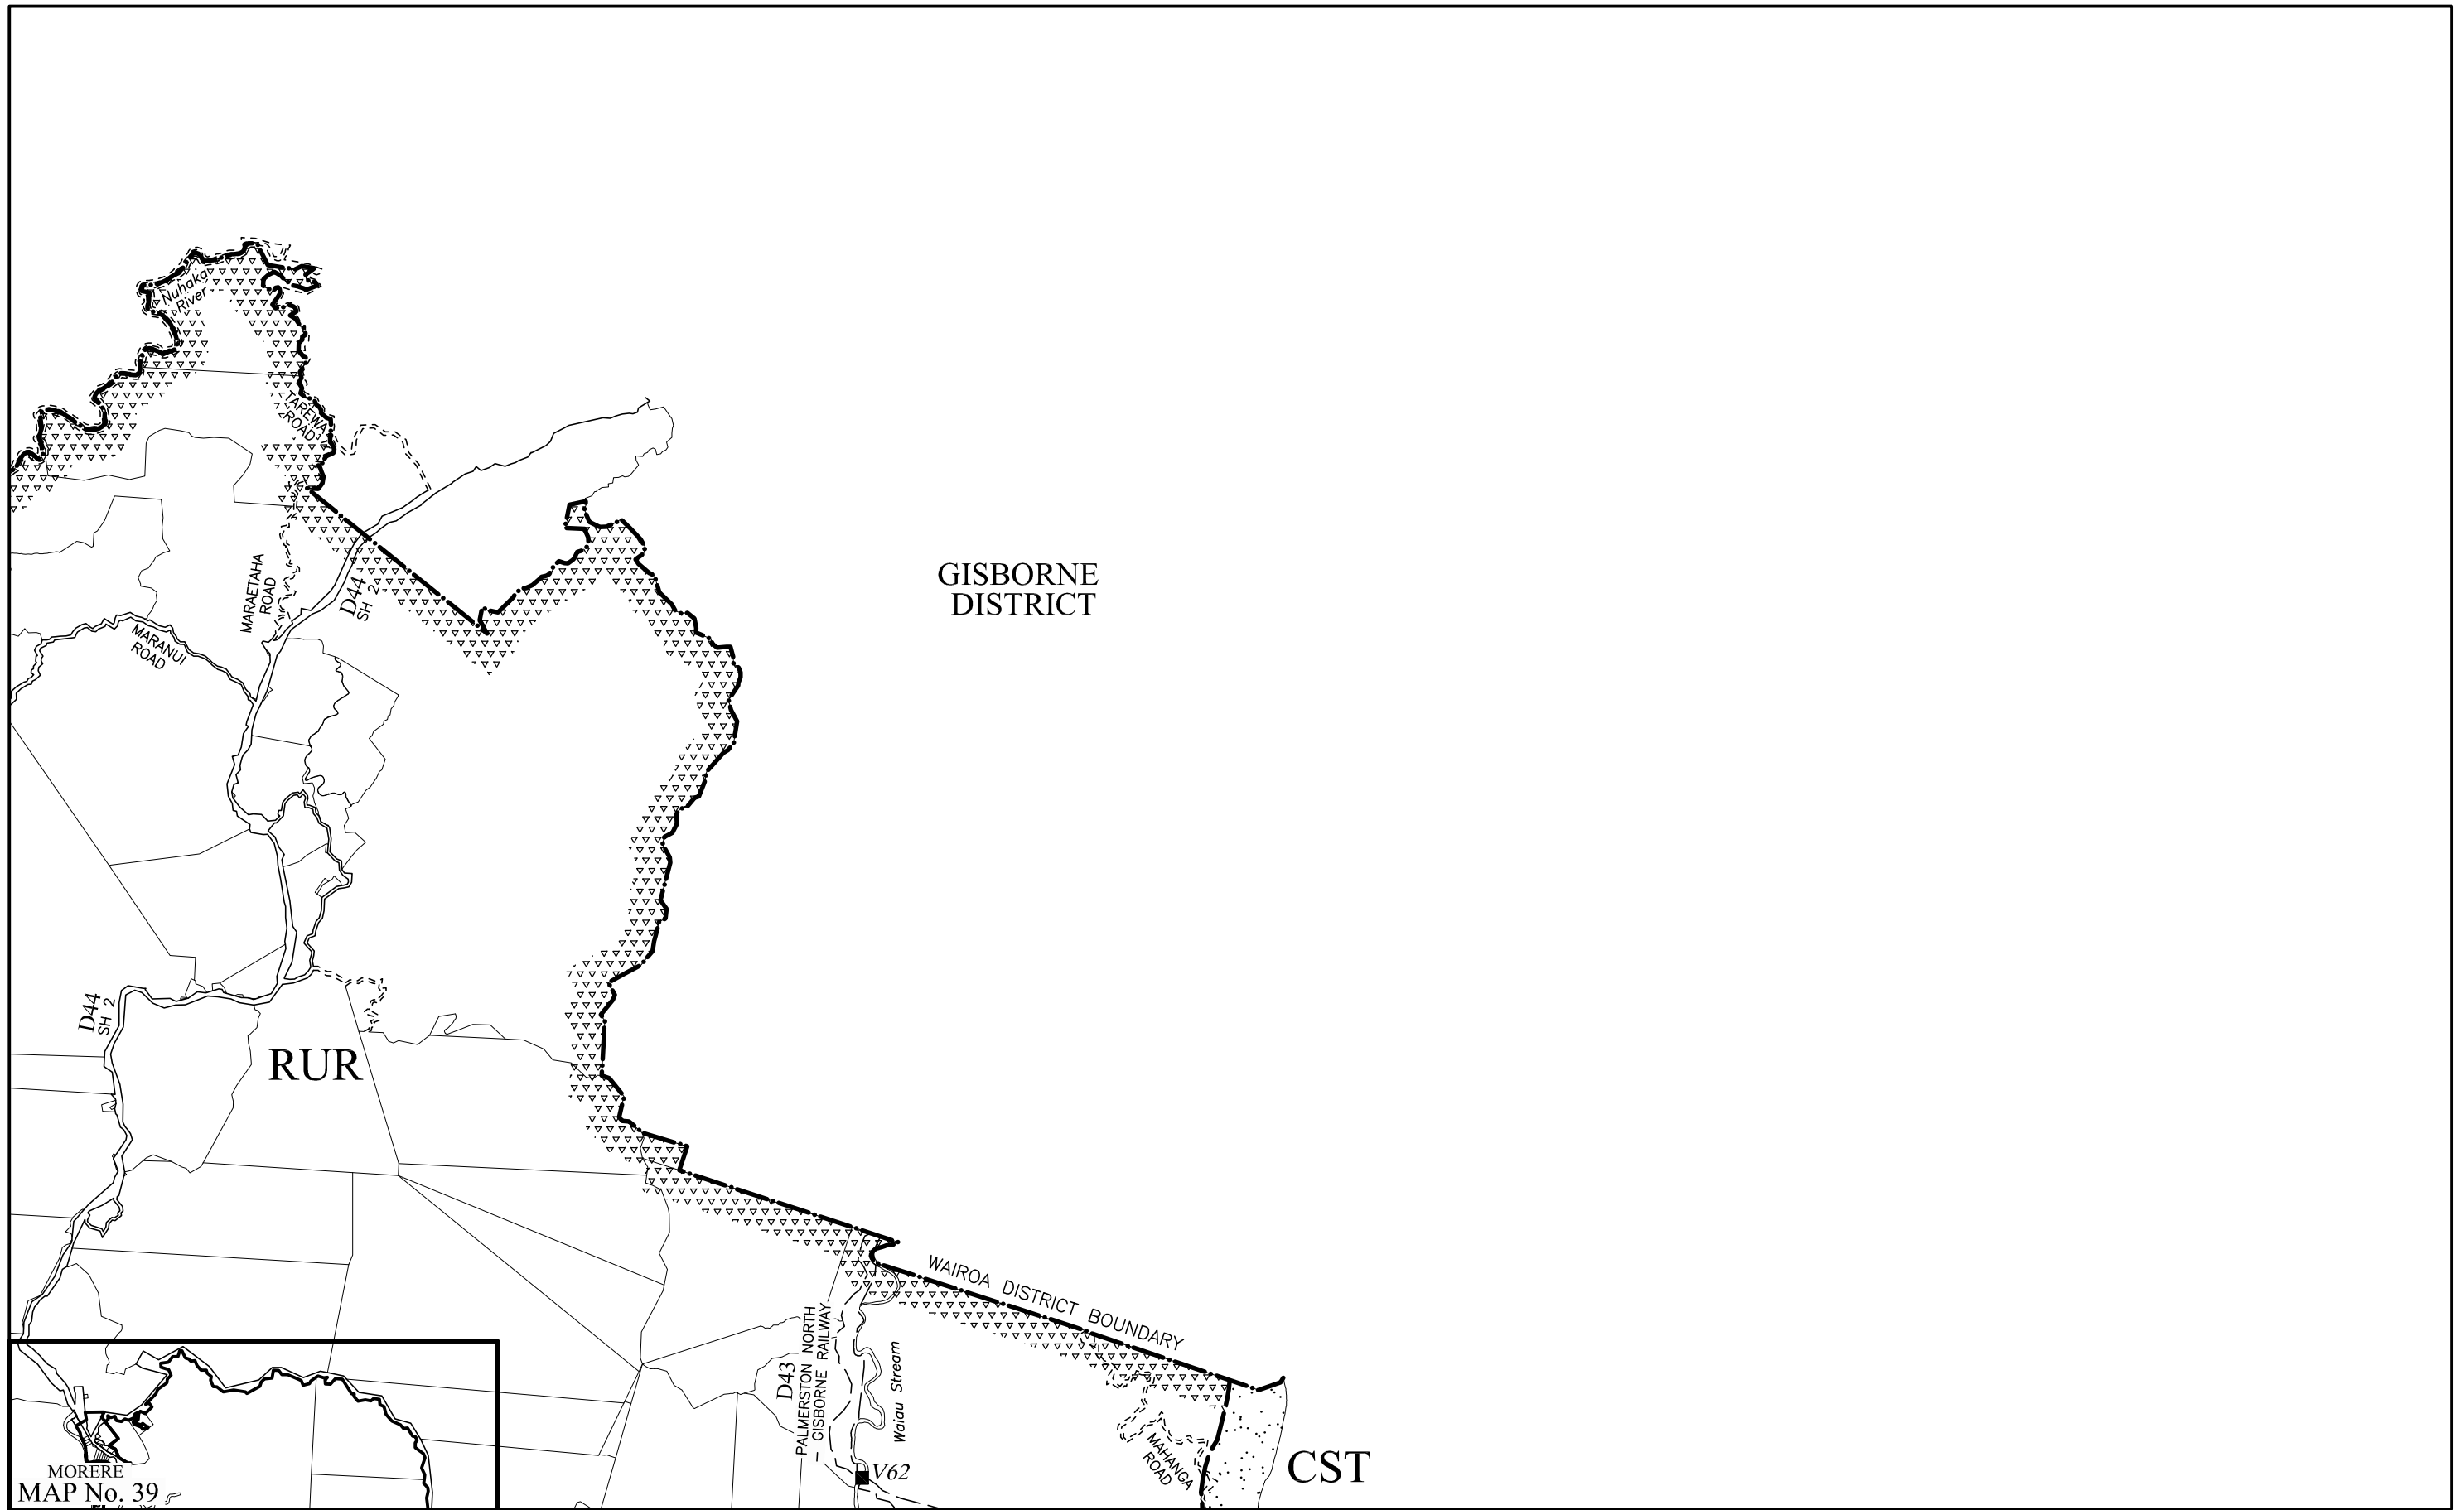 Nuhaka
River
TAREWA
ROAD
GISBORNE
DISTRICT
MARAETAHA
ROAD
D44
SH 2
MARANUI
ROAD
D44
SH 2
RUR
WAIROA DISTRICT BOUNDARY
D43
PALMERSTON NORTH
GISBORNE RAILWAY
Waiau Stream
MAHANGA
ROAD
CST
V62
MORERE
MAP No. 39